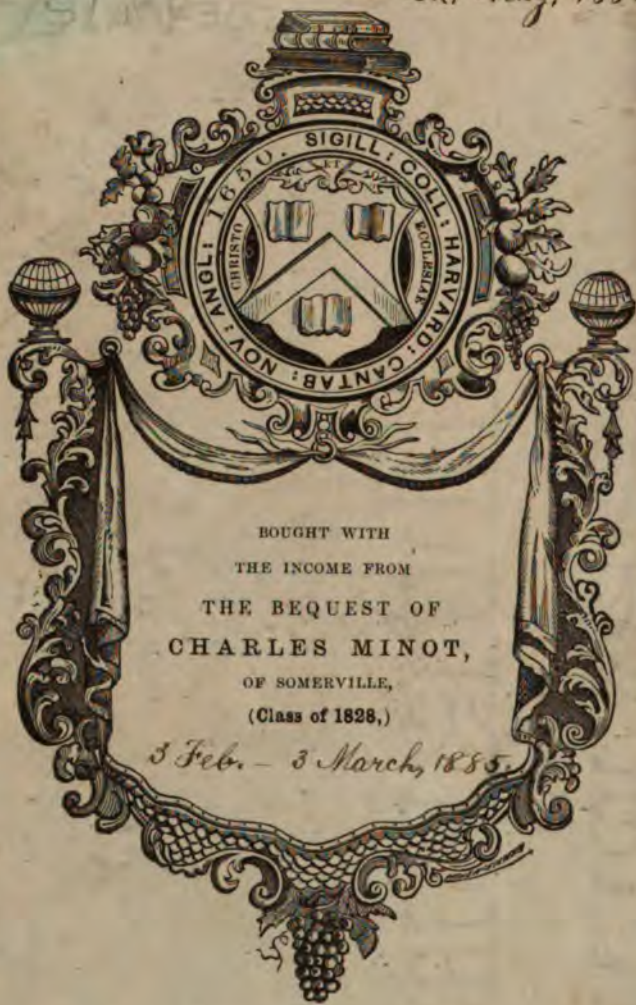 SIGILL: COLL: HARVARD: CANTAB: NOV: ANGL: 1650.
ET
CHRISTO
ECCLESIAE
BOUGHT WITH
THE INCOME FROM
THE BEQUEST OF
CHARLES MINOT,
OF SOMERVILLE,
(Class of 1828,)
3 Feb. – 3 March, 1885.